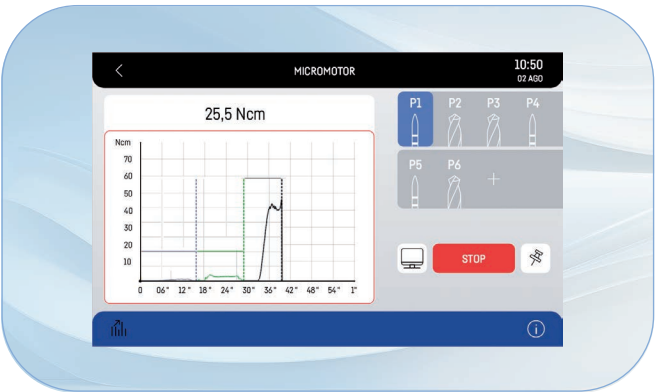 MICROMOTOR
10:50
02 AGO
25,5 Ncm
P1 P2 P3 P4
Ncm
70
60
50
40
30
20
10
0 06" 12" 18" 24" 30" 36" 42" 48" 54" 1"
P5 P6 +
STOP